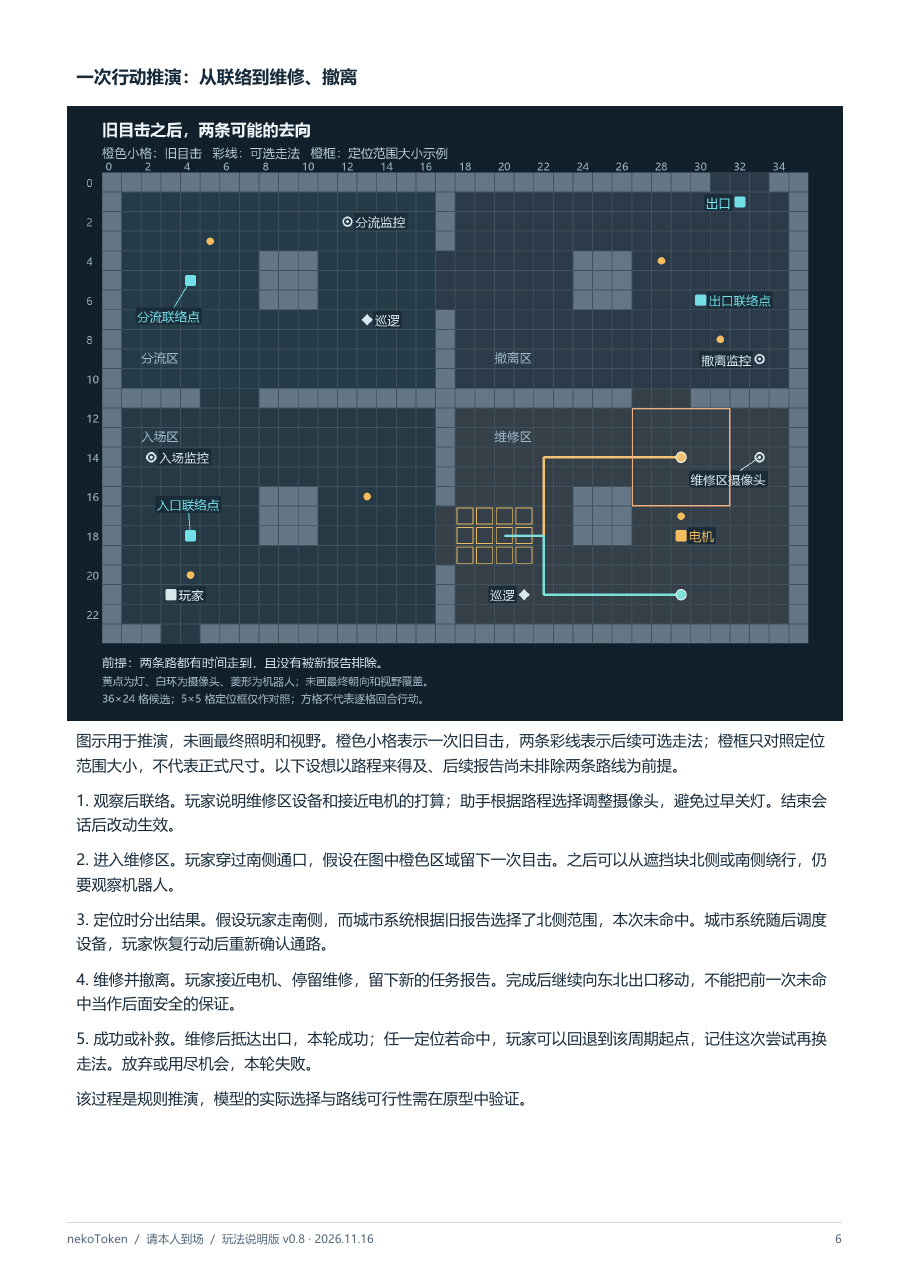 一次行动推演：从联络到维修、撤离
旧目击之后，两条可能的去向
橙色小格：旧目击 彩线：可选走法 橙框：定位范围大小示例
0 2 4 6 8 10 12 14 16 18 20 22 24 26 28 30 32 34
0
出口
2
分流监控
4
6
出口联络点
分流联络点
巡逻
8
分流区
撤离区
撤离监控
10
12
入场区
维修区
14
入场监控
维修区摄像头
16
入口联络点
18
电机
20
玩家
巡逻
22
前提：两条路都有时间走到，且没有被新报告排除。
黄点为灯、白环为摄像头、菱形为机器人；未画最终朝向和视野覆盖。
36×24 格候选；5×5 格定位框仅作对照；方格不代表逐格回合行动。
图示用于推演，未画最终照明和视野。橙色小格表示一次旧目击，两条彩线表示后续可选走法；橙框只对照定位
范围大小，不代表正式尺寸。以下设想以路程来得及、后续报告尚未排除两条路线为前提。
1. 观察后联络。玩家说明维修区设备和接近电机的打算；助手根据路程选择调整摄像头，避免过早关灯。结束会
话后改动生效。
2. 进入维修区。玩家穿过南侧通口，假设在图中橙色区域留下一次目击。之后可以从遮挡块北侧或南侧绕行，仍
要观察机器人。
3. 定位时分出结果。假设玩家走南侧，而城市系统根据旧报告选择了北侧范围，本次未命中。城市系统随后调度
设备，玩家恢复行动后重新确认通路。
4. 维修并撤离。玩家接近电机、停留维修，留下新的任务报告。完成后继续向东北出口移动，不能把前一次未命
中当作后面安全的保证。
5. 成功或补救。维修后抵达出口，本轮成功；任一定位若命中，玩家可以回退到该周期起点，记住这次尝试再换
走法。放弃或用尽机会，本轮失败。
该过程是规则推演，模型的实际选择与路线可行性需在原型中验证。
nekoToken / 请本人到场 / 玩法说明版 v0.8 · 2026.11.16
6